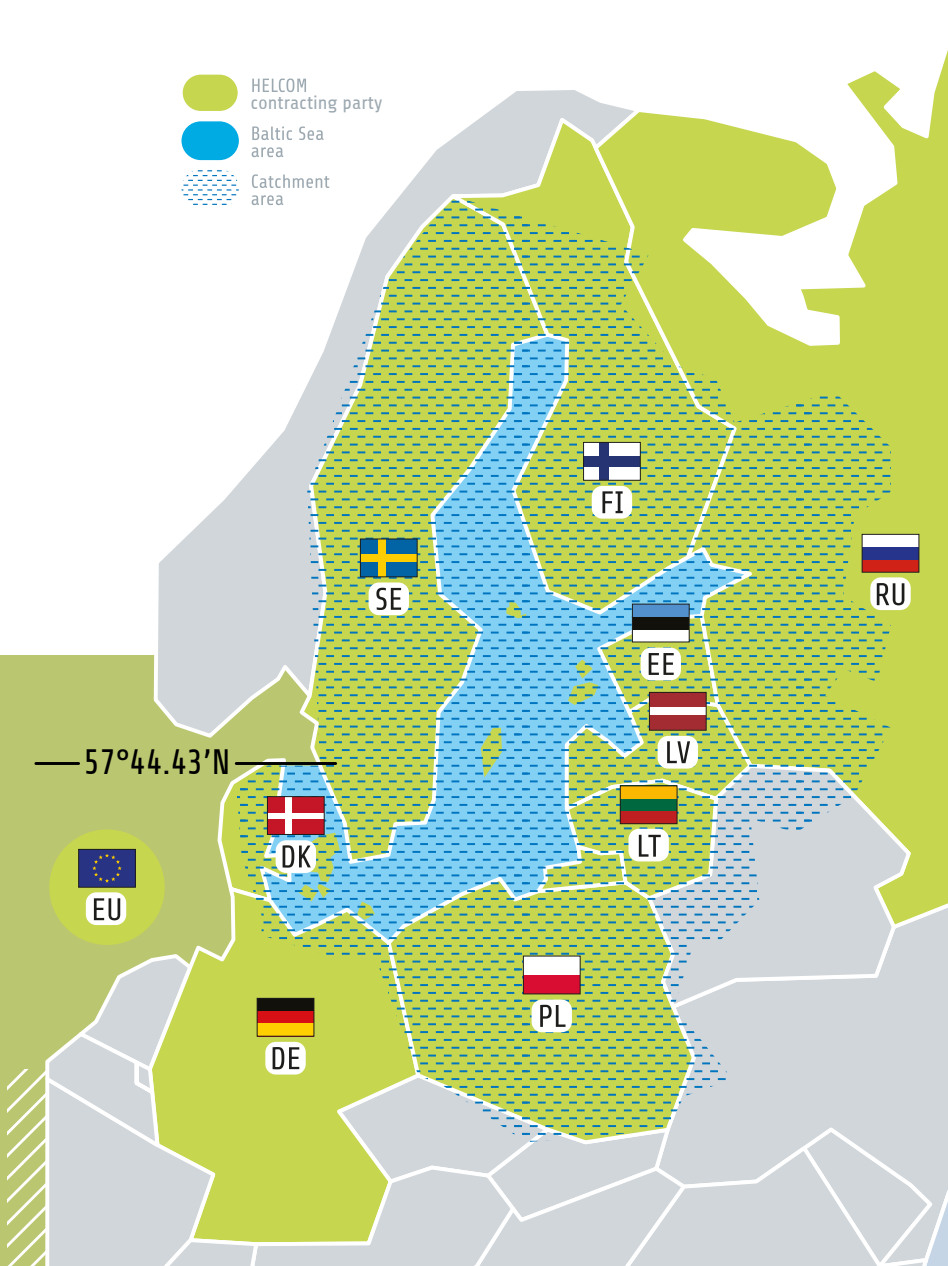 HELCOM
contracting party
Baltic Sea
area
Catchment
area
FI
RU
SE
EE
LV
57°44.43’N
LT
DK
EU
PL
DE